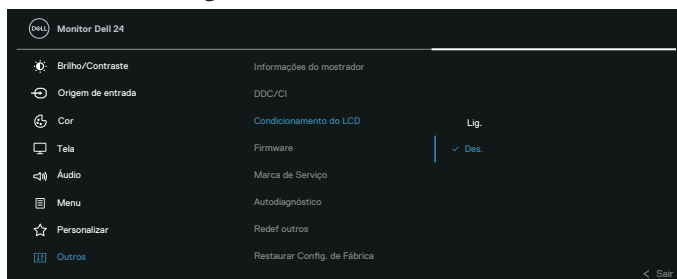 DELL Monitor Dell 24
Brilho/Contraste Informações do mostrador
Origem de entrada DDC/CI
Cor Condicionamento do LCD Lig.
Tela Firmware Des.
Áudio Marca de Serviço
Menu Autodiagnóstico
Personalizar Redef outros
Outros Restaurar Config. de Fábrica
Sair